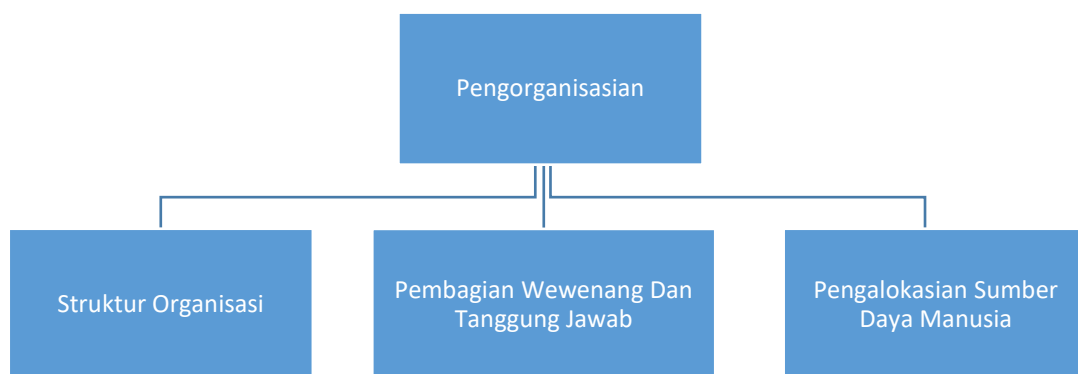 Pengorganisasian
Struktur Organisasi
Pembagian Wewenang Dan
Tanggung Jawab
Pengalokasian Sumber
Daya Manusia